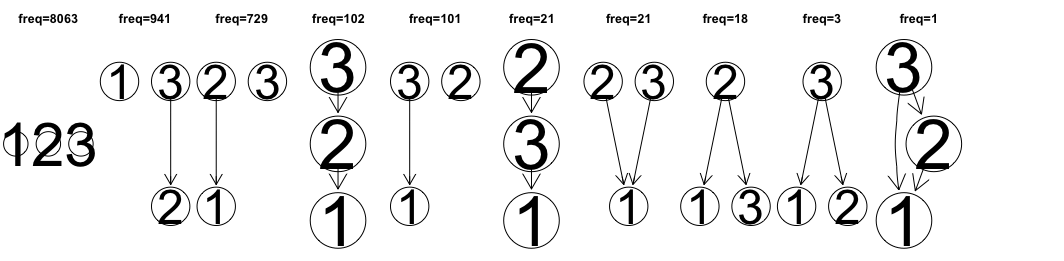 freq=8063 freq=941 freq=729 freq=102 freq=101 freq=21 freq=21 freq=18 freq=3 freq=1
3 2 3
1 3 2 3 3 2 2 3 2 3
123 2 3 2
2 1 1 1 3 1 2
1 1 1